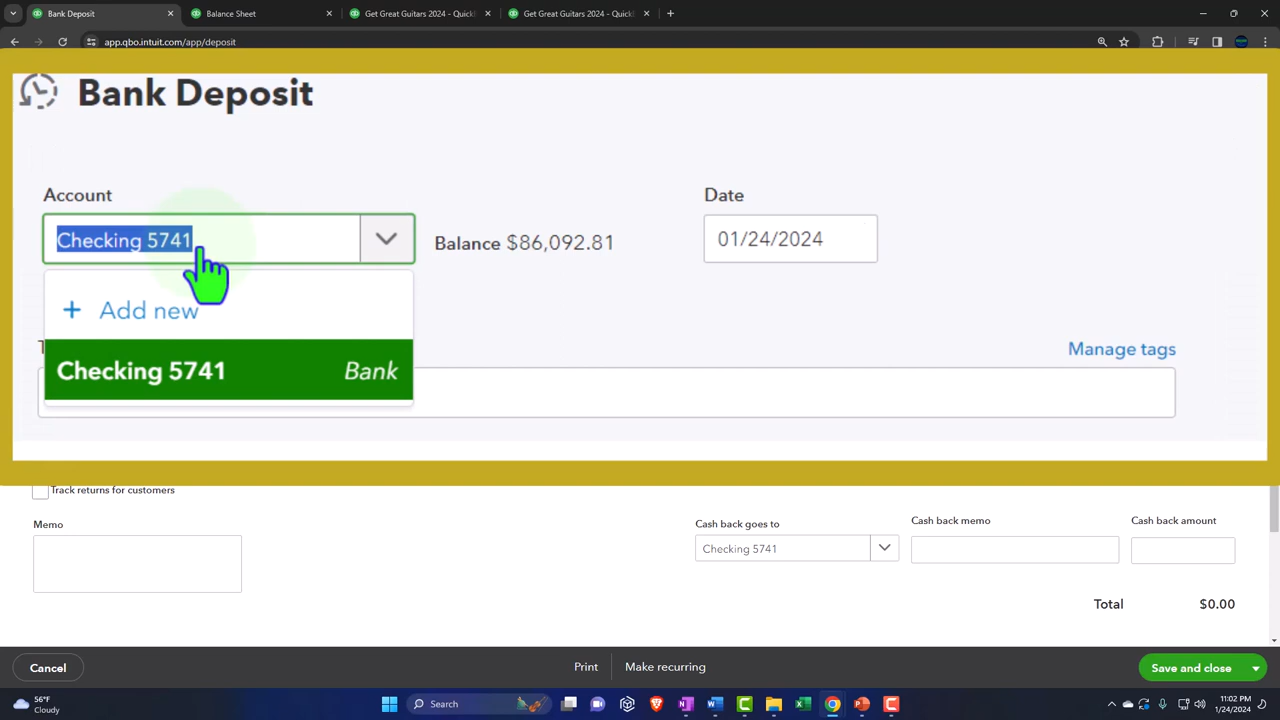 Bank Deposit
Balance Sheet
Get Great Guitars 2024 - QuickB
Get Great Guitars 2024 - QuickB
app.qbo.intuit.com/app/deposit
Bank Deposit
Account
Date
Checking 5741
Balance $86,092.81
01/24/2024
+ Add new
Manage tags
Checking 5741 Bank
Track returns for customers
Memo
Cash back goes to
Cash back memo
Cash back amount
Checking 5741
Total $0.00
Cancel
Print
Make recurring
Save and close
56°F
Cloudy
Search
11:02 PM
1/24/2024